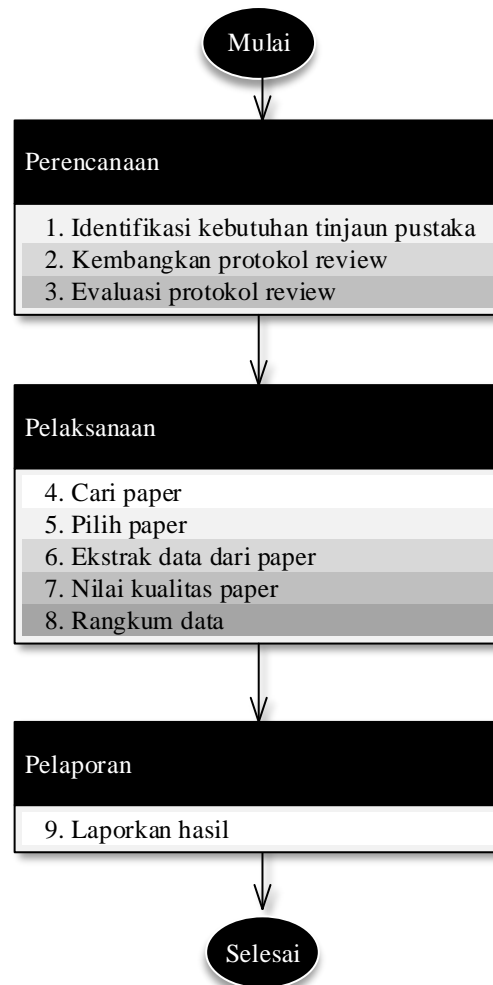 Mulai
Perencanaan
1. Identifikasi kebutuhan tinjaun pustaka
2. Kembangkan protokol review
3. Evaluasi protokol review
Pelaksanaan
4. Cari paper
5. Pilih paper
6. Ekstrak data dari paper
7. Nilai kualitas paper
8. Rangkum data
Pelaporan
9. Laporkan hasil
Selesai